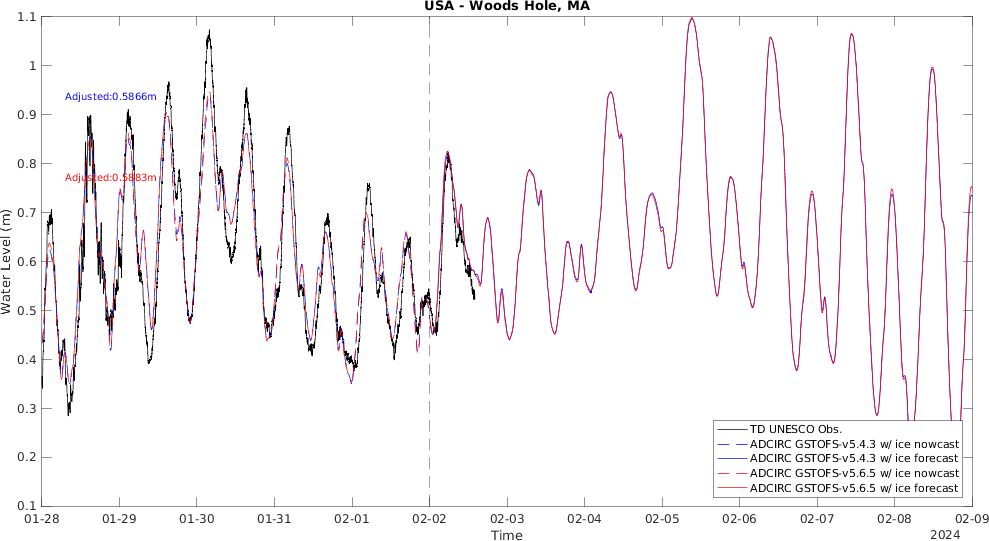 USA - Woods Hole, MA
1.1
1
0.9
0.8
0.7
0.6
0.5
0.4
0.3
0.2
0.1
Water Level (m)
Adjusted:0.5866m
Adjusted:0.5883m
TD UNESCO Obs.
ADCIRC GSTOFS-v5.4.3 w/ ice nowcast
ADCIRC GSTOFS-v5.4.3 w/ ice forecast
ADCIRC GSTOFS-v5.6.5 w/ ice nowcast
ADCIRC GSTOFS-v5.6.5 w/ ice forecast
01-28 01-29 01-30 01-31 02-01 02-02 02-03 02-04 02-05 02-06 02-07 02-08 02-09
Time
2024